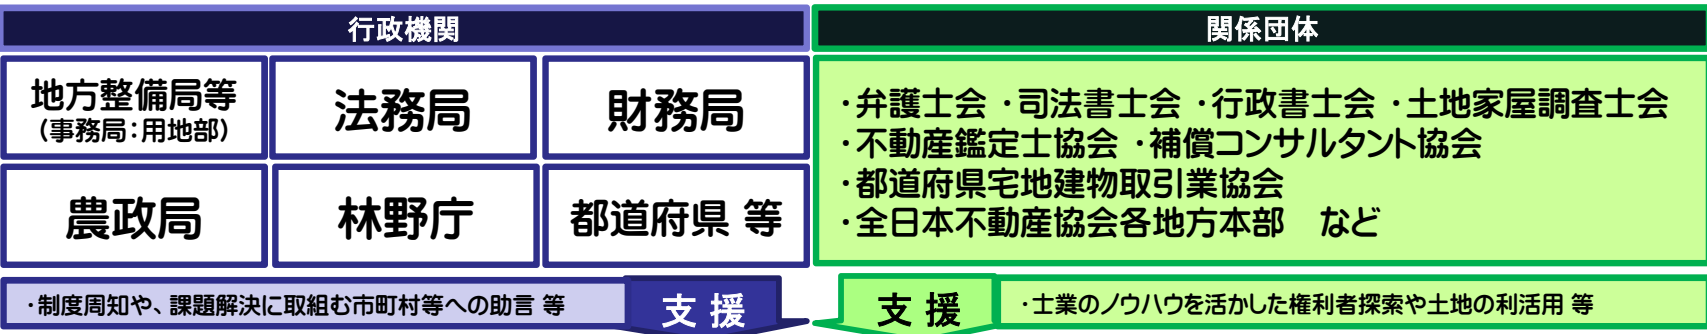 行政機関
地方整備局等
（事務局：用地部）
法務局
財務局
農政局
林野庁
都道府県 等
・制度周知や、課題解決に取組む市町村等への助言 等
支 援
関係団体
・弁護士会 ・司法書士会 ・行政書士会 ・土地家屋調査士会
・不動産鑑定士協会 ・補償コンサルタント協会
・都道府県宅地建物取引業協会
・全日本不動産協会各地方本部　など
支 援
・士業のノウハウを活かした権利者探索や土地の利活用 等